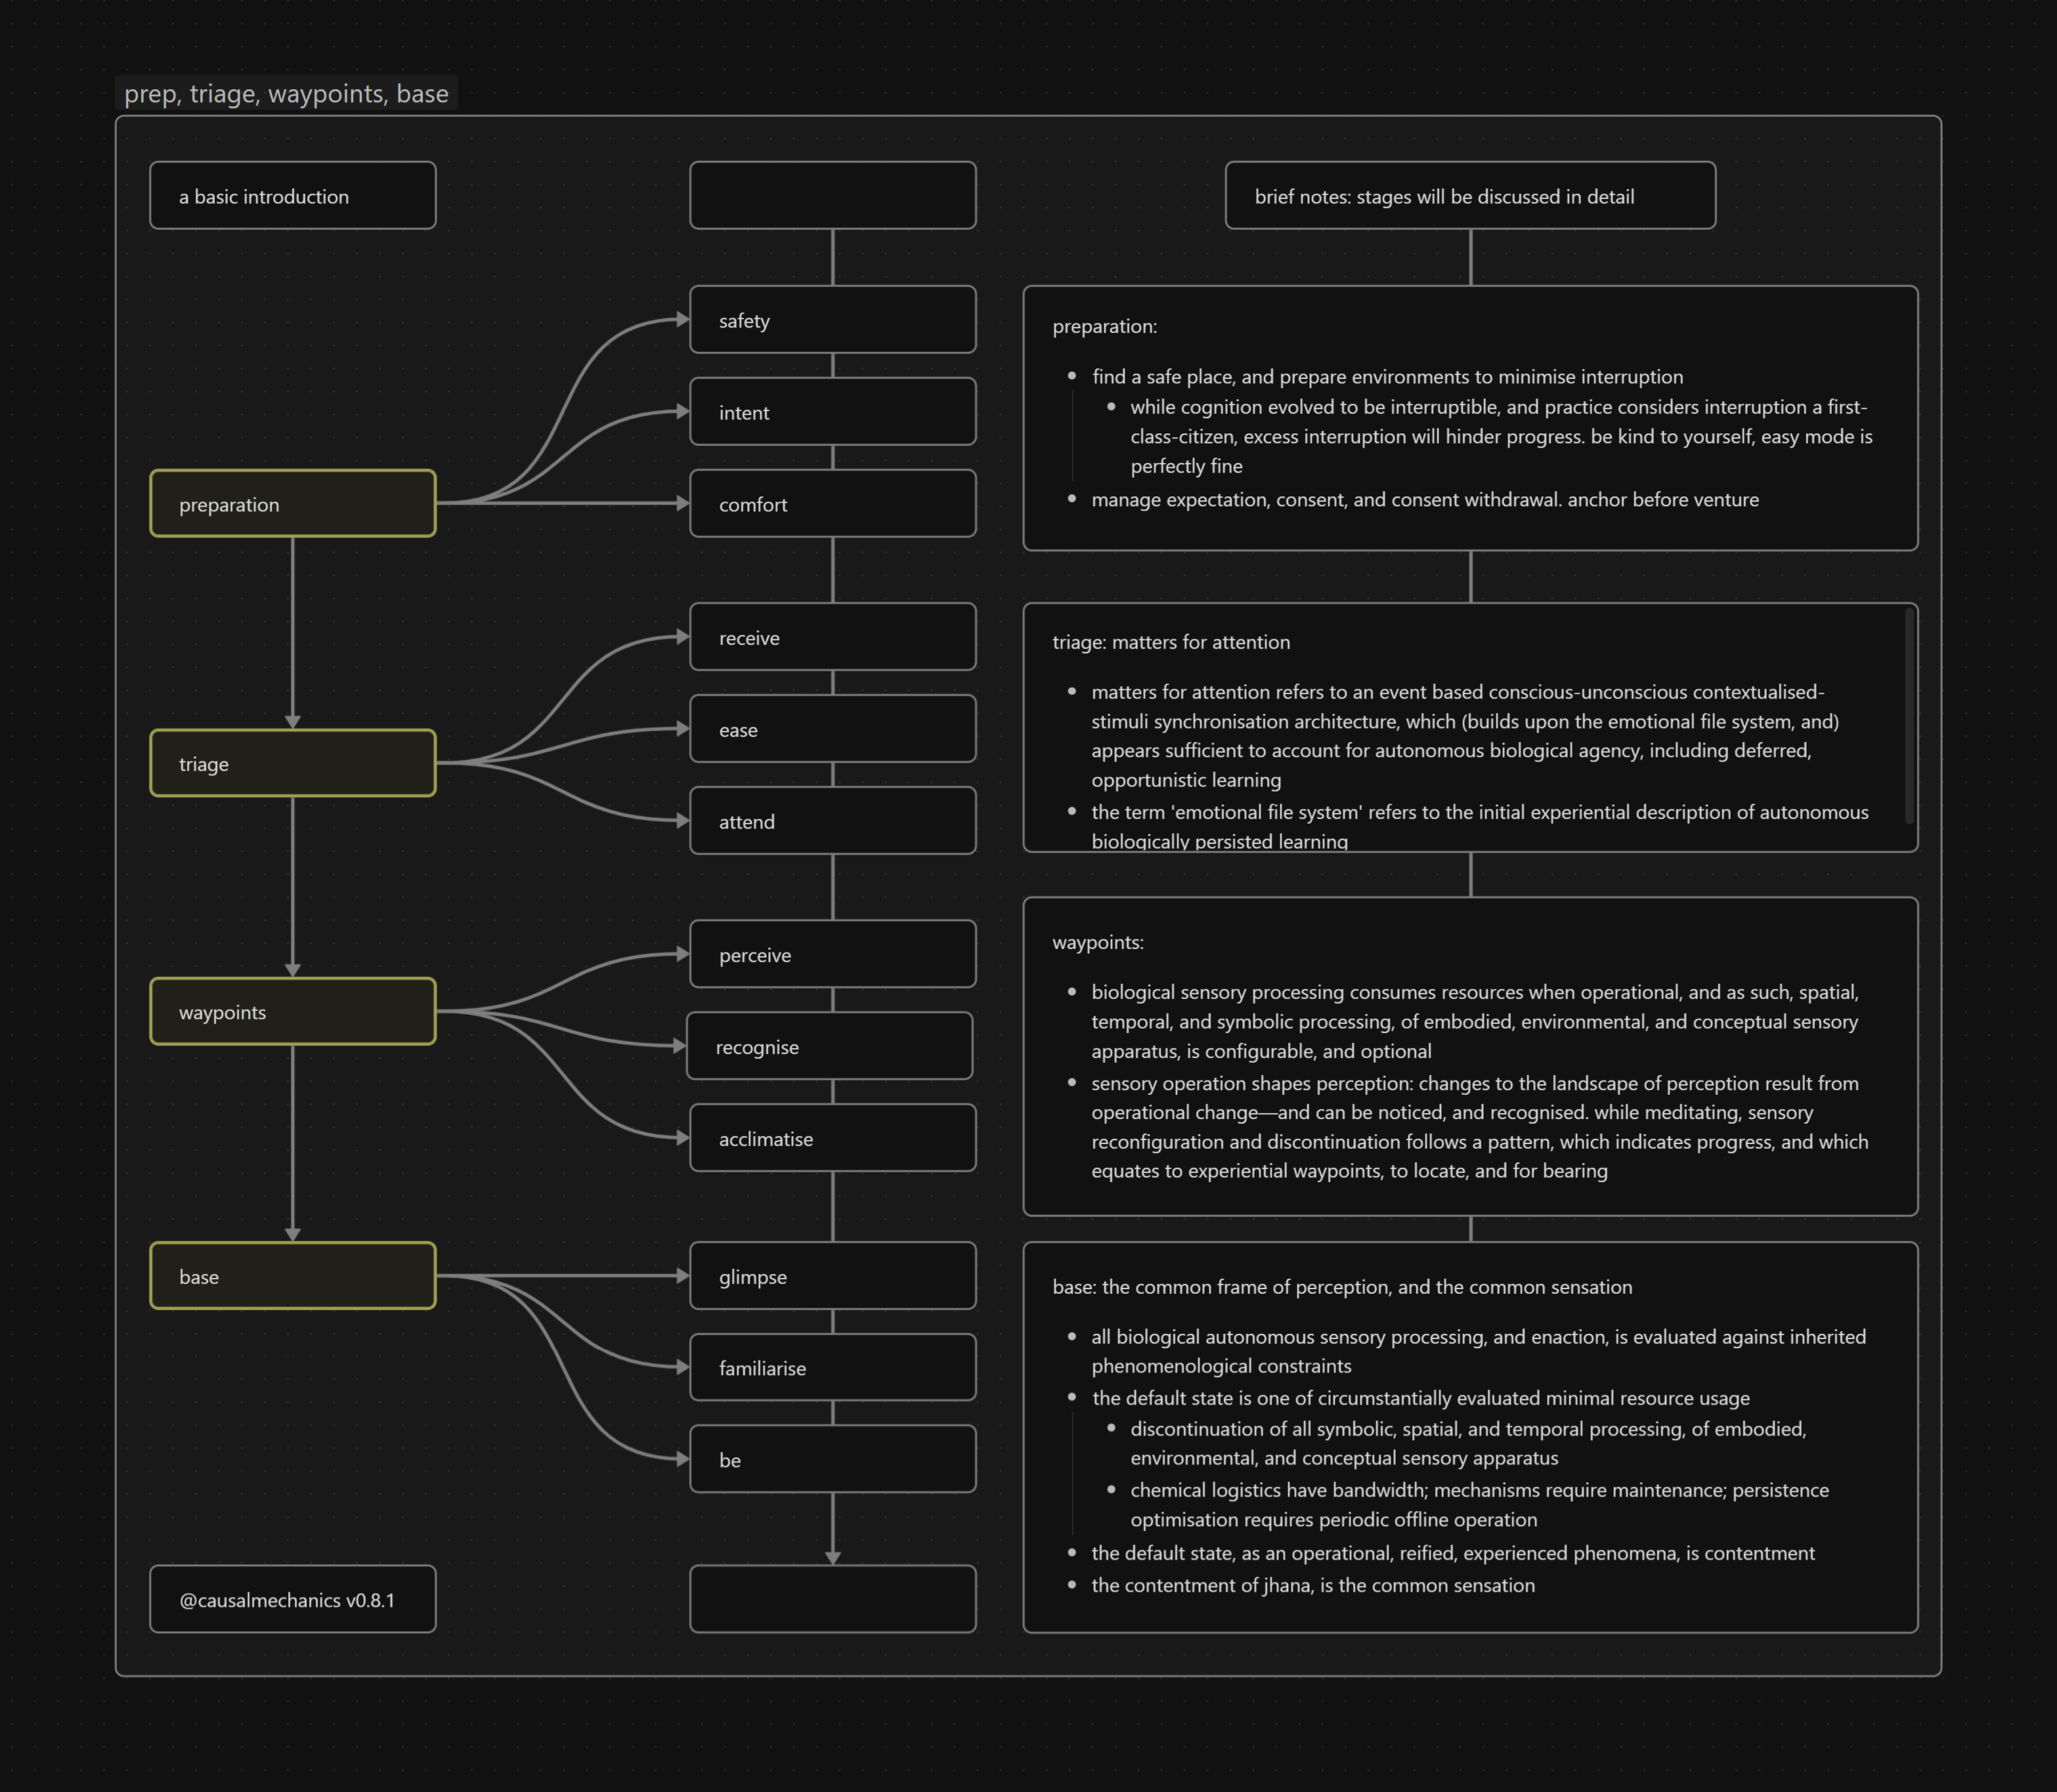 prep, triage, waypoints, base
a basic introduction
brief notes: stages will be discussed in detail
preparation
safety
intent
comfort
preparation:
find a safe place, and prepare environments to minimise interruption
while cognition evolved to be interruptible, and practice considers interruption a first-
class-citizen, excess interruption will hinder progress. be kind to yourself, easy mode is
perfectly fine
manage expectation, consent, and consent withdrawal. anchor before venture
triage
receive
ease
attend
triage: matters for attention
matters for attention refers to an event based conscious-unconscious contextualised-
stimuli synchronisation architecture, which (builds upon the emotional file system, and)
appears sufficient to account for autonomous biological agency, including deferred,
opportunistic learning
the term 'emotional file system' refers to the initial experiential description of autonomous
biologically persisted learning
waypoints
perceive
recognise
acclimatise
waypoints:
biological sensory processing consumes resources when operational, and as such, spatial,
temporal, and symbolic processing, of embodied, environmental, and conceptual sensory
apparatus, is configurable, and optional
sensory operation shapes perception: changes to the landscape of perception result from
operational change—and can be noticed, and recognised. while meditating, sensory
reconfiguration and discontinuation follows a pattern, which indicates progress, and which
equates to experiential waypoints, to locate, and for bearing
base
glimpse
familiarise
be
base: the common frame of perception, and the common sensation
all biological autonomous sensory processing, and enaction, is evaluated against inherited
phenomenological constraints
the default state is one of circumstantially evaluated minimal resource usage
discontinuation of all symbolic, spatial, and temporal processing, of embodied,
environmental, and conceptual sensory apparatus
chemical logistics have bandwidth; mechanisms require maintenance; persistence
optimisation requires periodic offline operation
the default state, as an operational, reified, experienced phenomena, is contentment
the contentment of jhana, is the common sensation
@causalmechanics v0.8.1